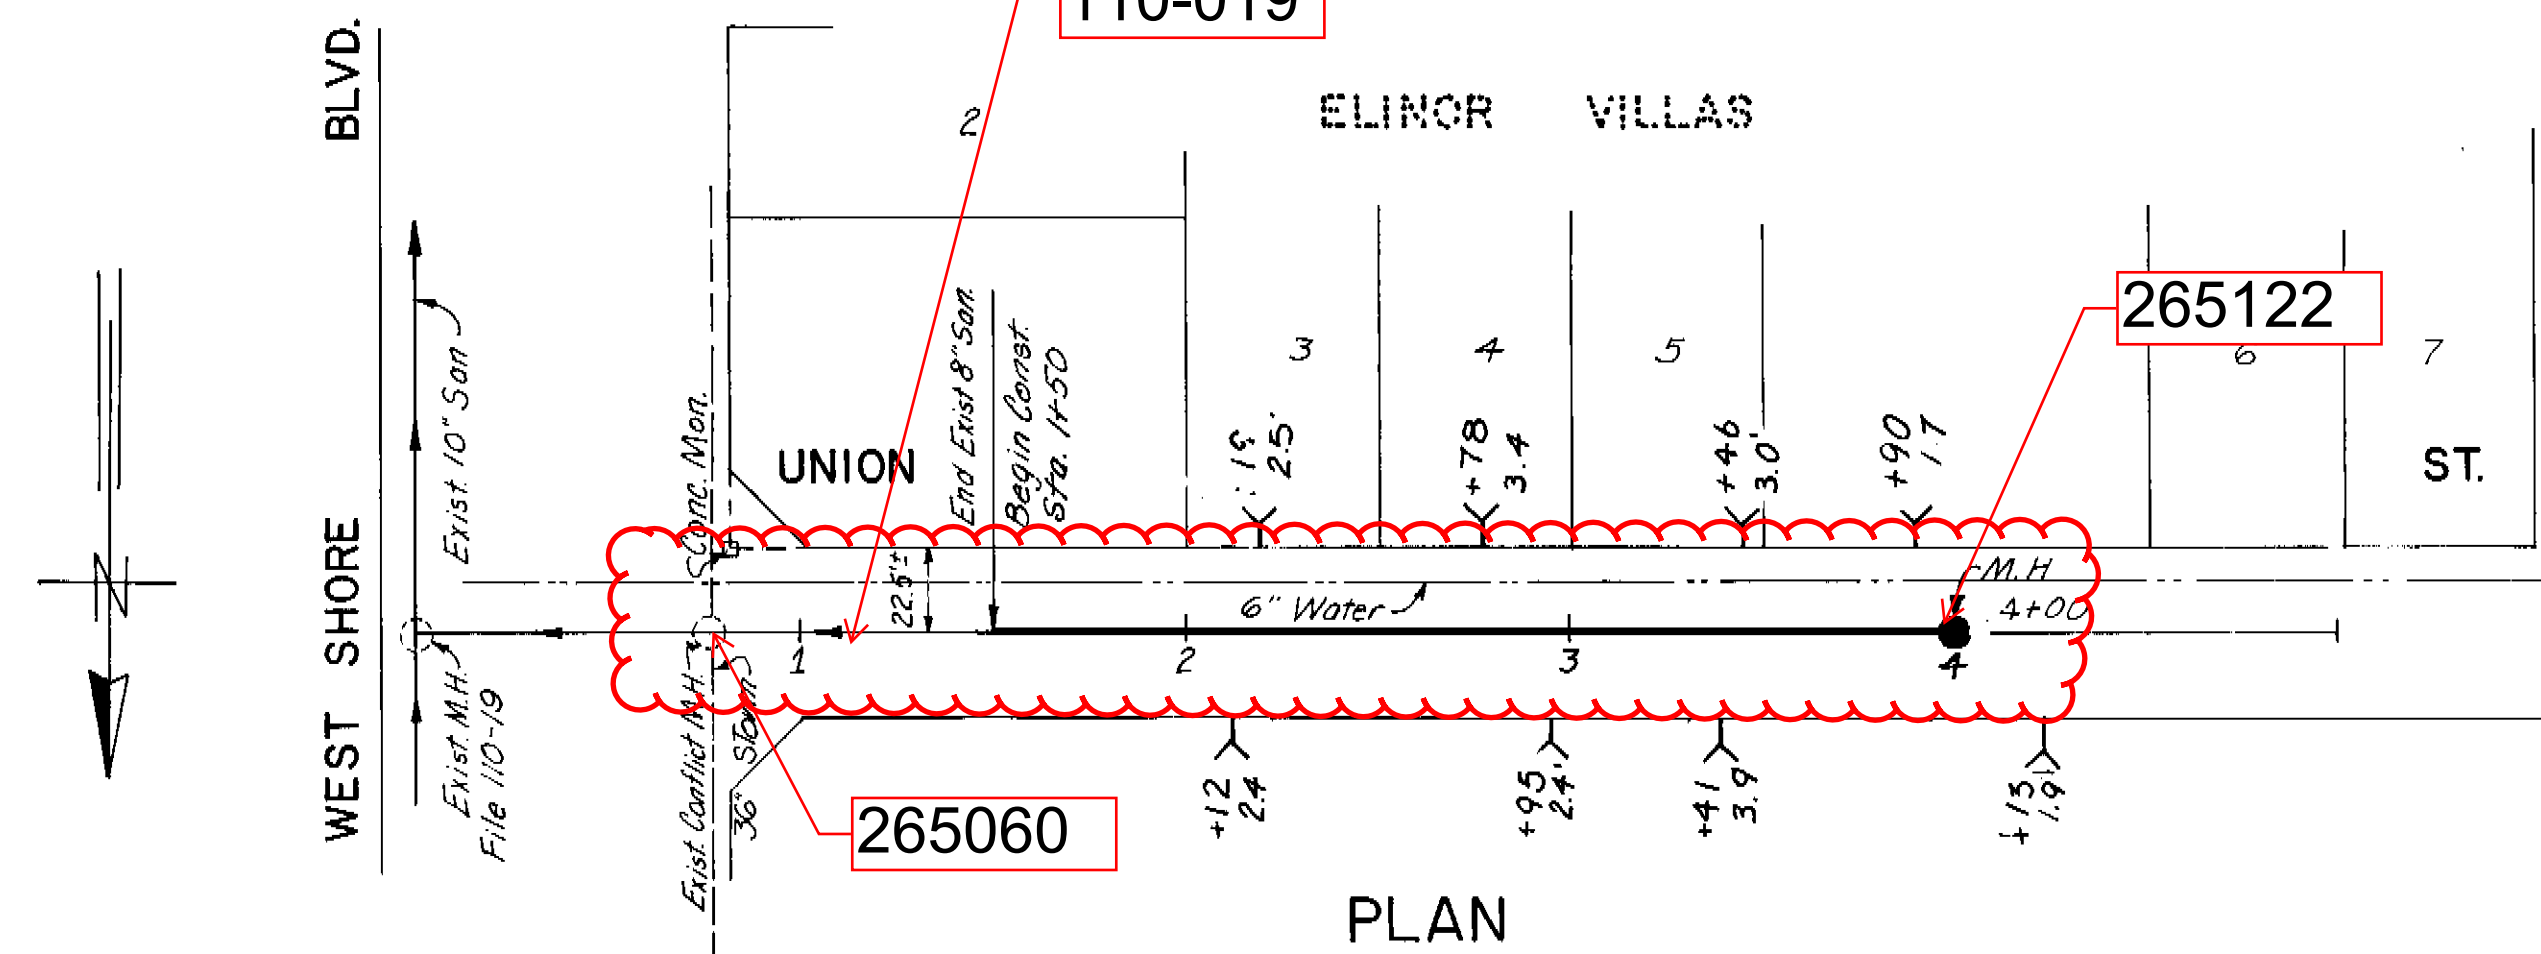 110-019
BLVD.
2
ELINOR VILLAS
265122
3
4
5
6
7
Exist. 10" San
Conc. Mon.
UNION
End Exist 8" San.
Begin Const.
Sta. 1+50
2.5'
+78
3.4
+46
3.0'
+90
1.7
ST.
WEST SHORE
22.5'±
6" Water
M.H
4+00
1
2
3
4
Exist. M.H.
File 110-19
Exist. Conflict M.H.
36" Storm
265060
+12
2.4
+95
2.4'
+41
3.9'
+13
1.9'
N
PLAN